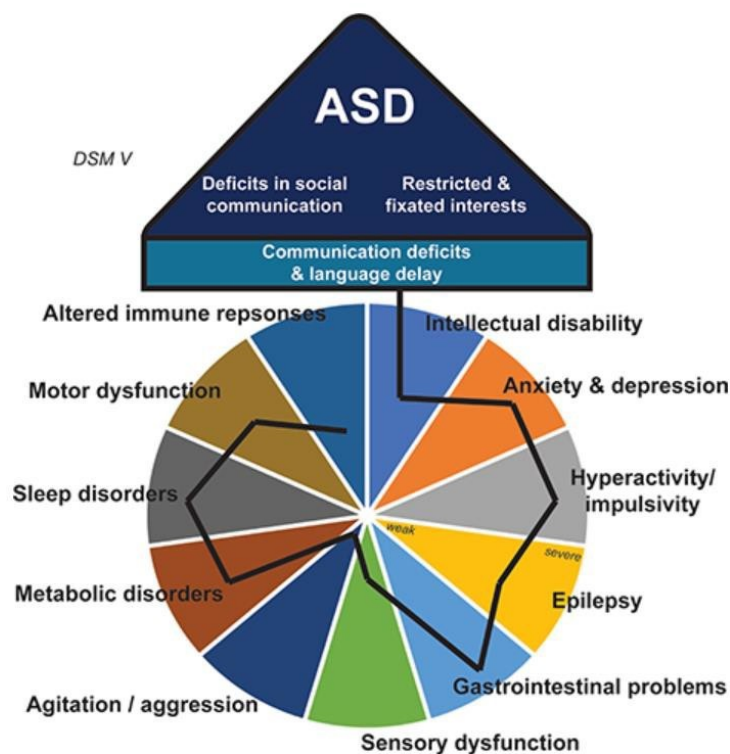 ASD
DSM V
Deficits in social
communication
Restricted &
fixated interests
Communication deficits
& language delay
Altered immune repsonses
Intellectual disability
Motor dysfunction
Anxiety & depression
Sleep disorders
Hyperactivity/
impulsivity
weak
severe
Metabolic disorders
Epilepsy
Agitation / aggression
Gastrointestinal problems
Sensory dysfunction